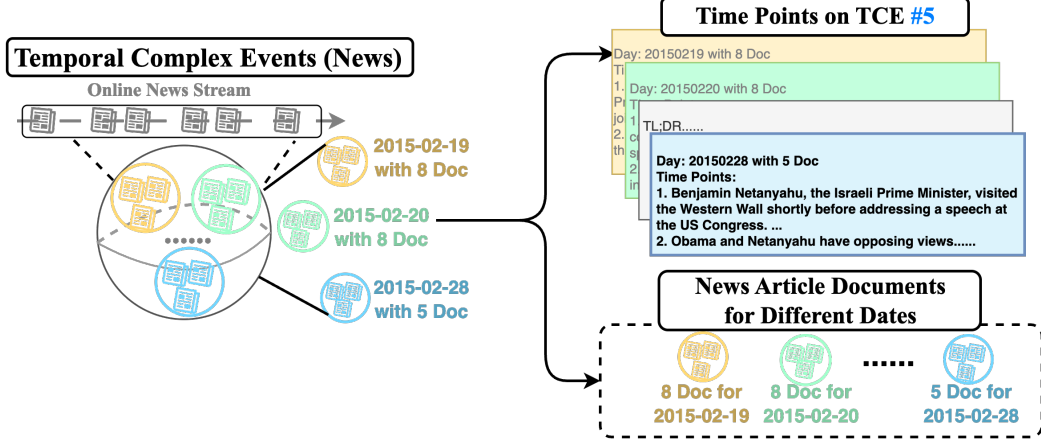 Temporal Complex Events (News)
Online News Stream
2015-02-19
with 8 Doc
2015-02-20
with 8 Doc
......
2015-02-28
with 5 Doc
Time Points on TCE #5
Day: 20150219 with 8 Doc
1.
2.
Day: 20150220 with 8 Doc
1
2
TL;DR......
Day: 20150228 with 5 Doc
Time Points:
1. Benjamin Netanyahu, the Israeli Prime Minister, visited
the Western Wall shortly before addressing a speech at
the US Congress. ...
2. Obama and Netanyahu have opposing views......
News Article Documents
for Different Dates
......
8 Doc for
2015-02-19
8 Doc for
2015-02-20
5 Doc for
2015-02-28